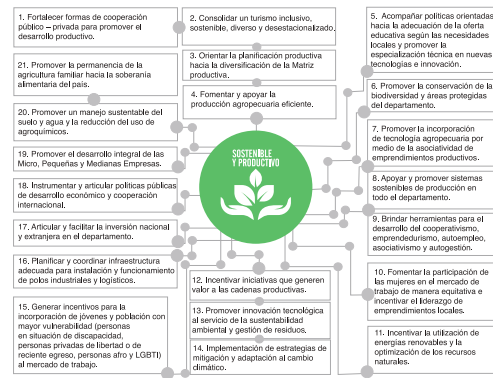 1. Fortalecer formas de cooperación
público – privada para promover el
desarrollo productivo.
21. Promover la permanencia de la
agricultura familiar hacia la soberanía
alimentaria del país.
20. Promover un manejo sustentable del
suelo y agua y la reducción del uso de
agroquímicos.
19. Promover el desarrollo integral de las
Micro, Pequeñas y Medianas Empresas.
18. Instrumentar y articular políticas públicas
de desarrollo económico y cooperación
internacional.
17. Articular y facilitar la inversión nacional
y extranjera en el departamento.
16. Planificar y coordinar infraestructura
adecuada para instalación y funcionamiento
de polos industriales y logísticos.
15. Generar incentivos para la
incorporación de jóvenes y población con
mayor vulnerabilidad (personas
en situación de discapacidad,
personas privadas de libertad o de
reciente egreso, personas afro y LGBTI)
al mercado de trabajo.
2. Consolidar un turismo inclusivo,
sostenible, diverso y desestacionalizado.
3. Orientar la planificación productiva
hacia la diversificación de la Matriz
productiva.
4. Fomentar y apoyar la
producción agropecuaria eficiente.
SOSTENIBLE
Y PRODUCTIVO
12. Incentivar iniciativas que generen
valor a las cadenas productivas.
13. Promover innovación tecnológica
al servicio de la sustentabilidad
ambiental y gestión de residuos.
14. Implementación de estrategias de
mitigación y adaptación al cambio
climático.
5. Acompañar políticas orientadas
hacia la adecuación de la oferta
educativa según las necesidades
locales y promover la
especialización técnica en nuevas
tecnologías e innovación.
6. Promover la conservación de la
biodiversidad y áreas protegidas
del departamento.
7. Promover la incorporación
de tecnología agropecuaria por
medio de la asociatividad de
emprendimientos productivos.
8. Apoyar y promover sistemas
sostenibles de producción en
todo el departamento.
9. Brindar herramientas para el
desarrollo del cooperativismo,
emprendedurismo, autoempleo,
asociativismo y autogestión.
10. Fomentar la participación de
las mujeres en el mercado de
trabajo de manera equitativa e
incentivar el liderazgo de
emprendimientos locales.
11. Incentivar la utilización de
energías renovables y la
optimización de los recursos
naturales.